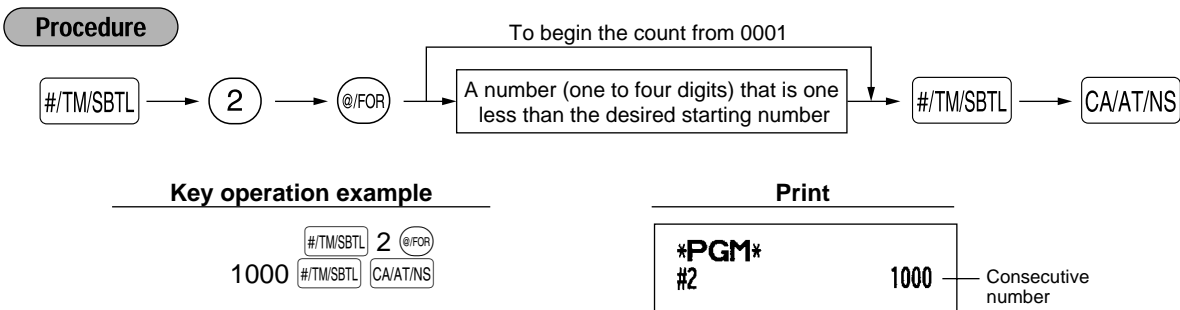 Procedure
To begin the count from 0001
#/TM/SBTL 2 @/FOR A number (one to four digits) that is one less than the desired starting number #/TM/SBTL CA/AT/NS
Key operation example
#/TM/SBTL 2 @/FOR
1000 #/TM/SBTL CA/AT/NS
Print
*PGM*
#2 1000
Consecutive
number